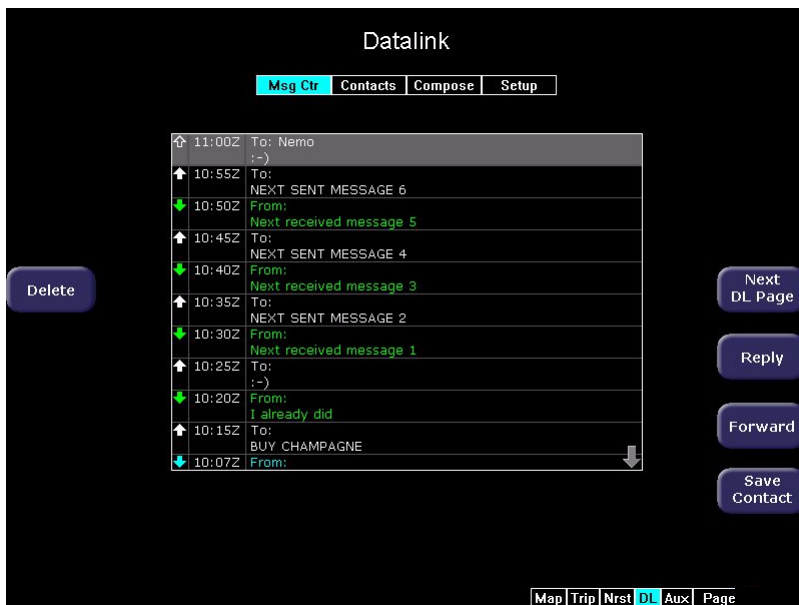 Datalink
Msg Ctr Contacts Compose Setup
11:00Z To: Nemo
:-)
10:55Z To:
NEXT SENT MESSAGE 6
10:50Z From:
Next received message 5
10:45Z To:
NEXT SENT MESSAGE 4
10:40Z From:
Next received message 3
10:35Z To:
NEXT SENT MESSAGE 2
10:30Z From:
Next received message 1
10:25Z To:
:-)
10:20Z From:
I already did
10:15Z To:
BUY CHAMPAGNE
10:07Z From:
Delete
Next
DL Page
Reply
Forward
Save
Contact
Map Trip Nrst DL Aux Page